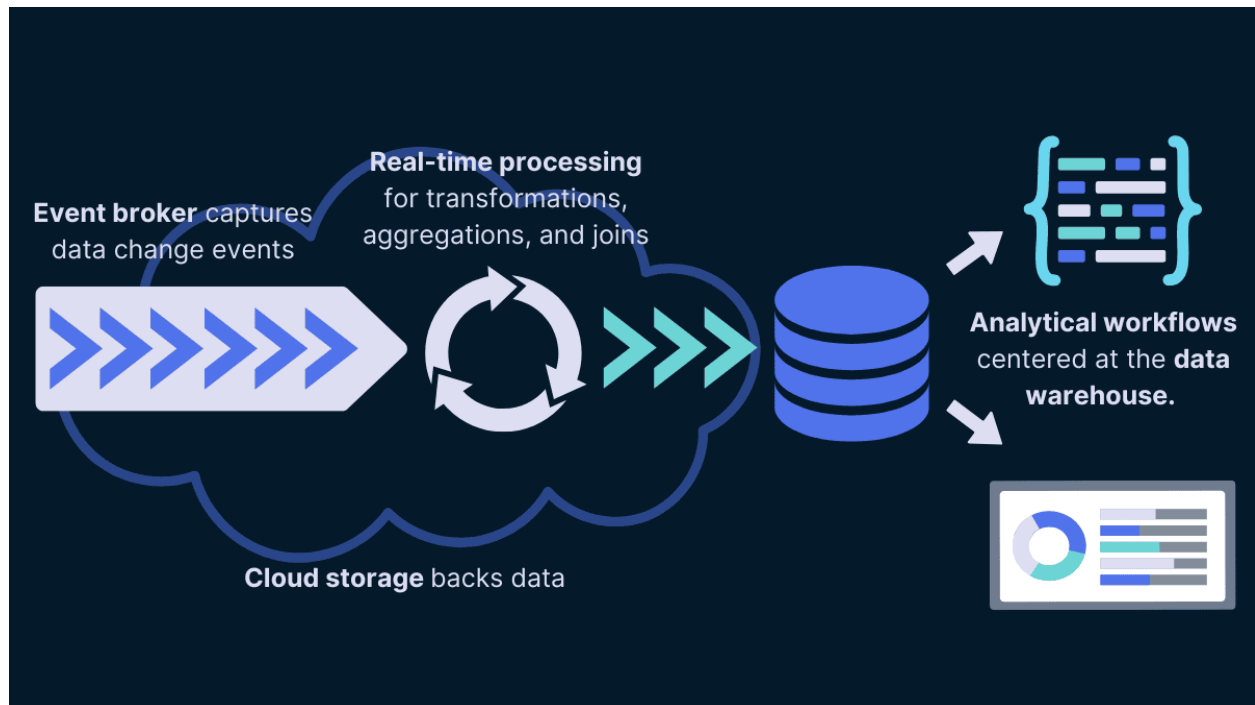 Event broker captures
data change events
Real-time processing
for transformations,
aggregations, and joins
Analytical workflows
centered at the data
warehouse.
Cloud storage backs data